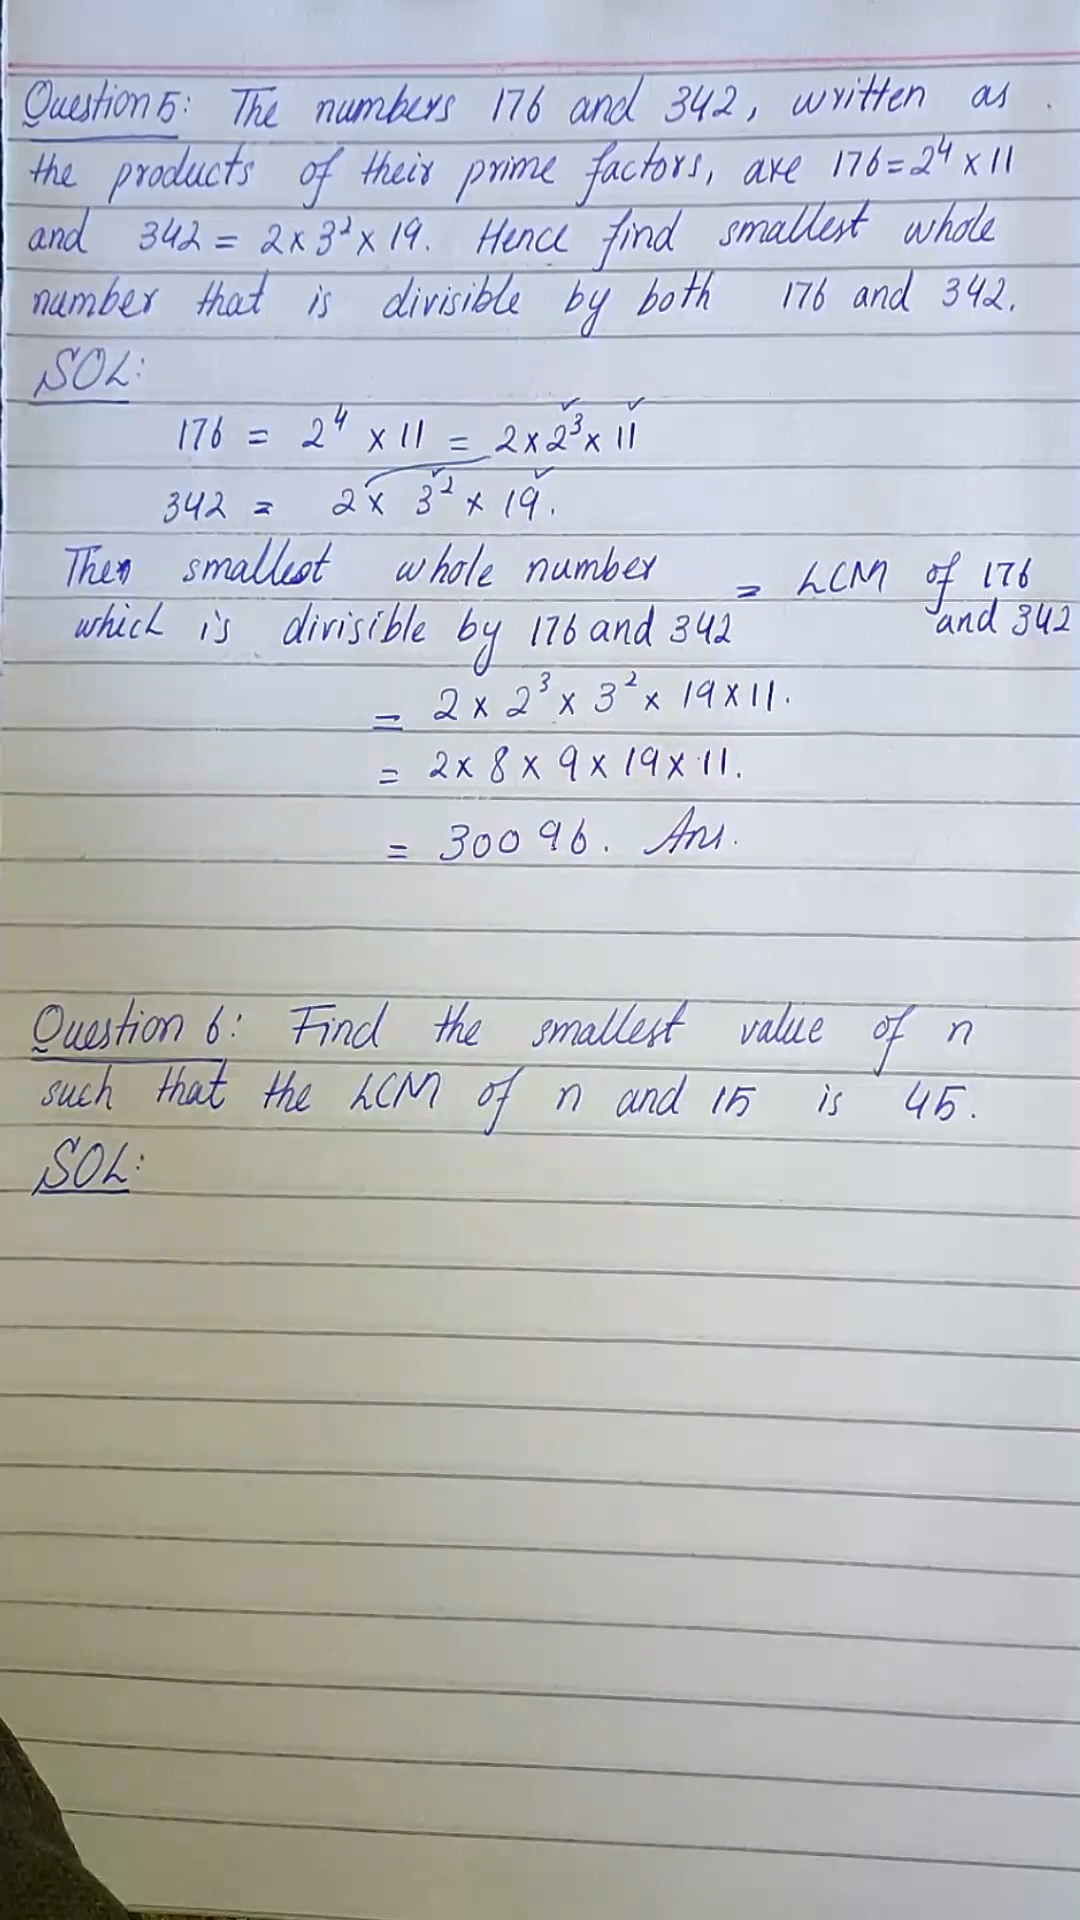 Question 5: The numbers 176 and 342, written as
the products of their prime factors, are 176 = 2⁴ × 11
and 342 = 2 × 3² × 19. Hence find smallest whole
number that is divisible by both 176 and 342.
SOL:
176 = 2⁴ × 11 = 2 × 2³ × 11
342 = 2 × 3² × 19.
Then smallest whole number = LCM of 176
which is divisible by 176 and 342 and 342
= 2 × 2³ × 3² × 19 × 11.
= 2 × 8 × 9 × 19 × 11.
= 30096. Ans.
Question 6: Find the smallest value of n
such that the LCM of n and 15 is 45.
SOL: